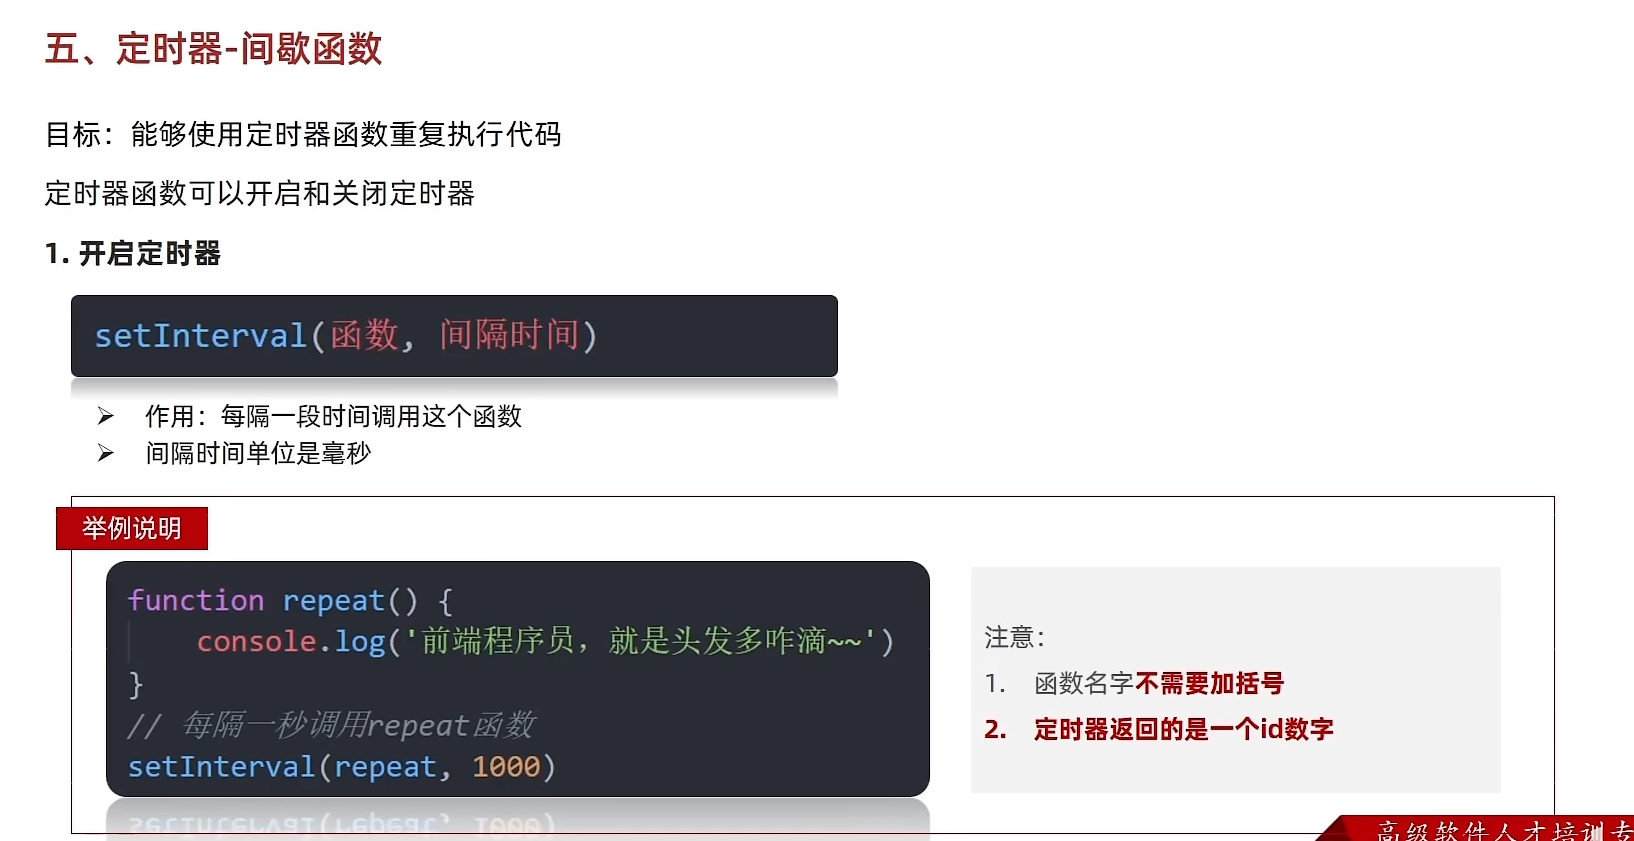 五、定时器-间歇函数
目标：能够使用定时器函数重复执行代码
定时器函数可以开启和关闭定时器
1. 开启定时器
setInterval(函数, 间隔时间)
➢ 作用：每隔一段时间调用这个函数
➢ 间隔时间单位是毫秒
举例说明
function repeat() {
console.log('前端程序员，就是头发多咋滴~~')
}
// 每隔一秒调用repeat函数
setInterval(repeat, 1000)
注意：
1. 函数名字不需要加括号
2. 定时器返回的是一个id数字
高级软件人才培训专